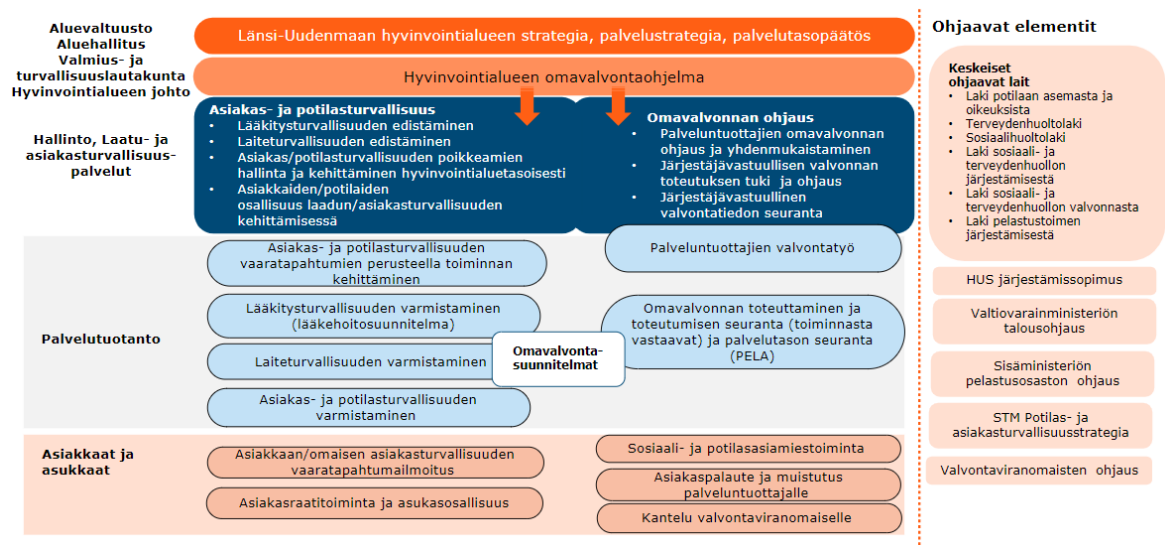 Aluevaltuusto
Aluehallitus
Valmius- ja
turvallisuuslautakunta
Hyvinvointialueen johto
Länsi-Uudenmaan hyvinvointialueen strategia, palvelustrategia, palvelutasopäätös
Hyvinvointialueen omavalvontaohjelma
Hallinto, Laatu- ja
asiakasturvallisuus-
palvelut
Asiakas- ja potilasturvallisuus
• Lääkitysturvallisuuden edistäminen
• Laiteturvallisuuden edistäminen
• Asiakas/potilasturvallisuuden poikkeamien
hallinta ja kehittäminen hyvinvointialuetasoisesti
• Asiakkaiden/potilaiden
osallisuus laadun/asiakasturvallisuuden
kehittämisessä
Omavalvonnan ohjaus
• Palveluntuottajien omavalvonnan
ohjaus ja yhdenmukaistaminen
• Järjestäjävastuullisen valvonnan
toteutuksen tuki ja ohjaus
• Järjestäjävastuullinen
valvontatiedon seuranta
Palvelutuotanto
Asiakas- ja potilasturvallisuuden
vaaratapahtumien perusteella toiminnan
kehittäminen
Lääkitysturvallisuuden varmistaminen
(lääkehoitosuunnitelma)
Laiteturvallisuuden varmistaminen
Asiakas- ja potilasturvallisuuden
varmistaminen
Omavalvonta-
suunnitelmat
Palveluntuottajien valvontatyö
Omavalvonnan toteuttaminen ja
toteutumisen seuranta (toiminnasta
vastaavat) ja palvelutason seuranta
(PELA)
Asiakkaat ja
asukkaat
Asiakkaan/omaisen asiakasturvallisuuden
vaaratapahtumailmoitus
Asiakasraatitoiminta ja asukasosallisuus
Sosiaali- ja potilasasiamiestoiminta
Asiakaspalaute ja muistutus
palveluntuottajalle
Kantelu valvontaviranomaiselle
Ohjaavat elementit
Keskeiset
ohjaavat lait
• Laki potilaan asemasta ja
oikeuksista
• Terveydenhuoltolaki
• Sosiaalihuoltolaki
• Laki sosiaali- ja
terveydenhuollon
järjestämisestä
• Laki sosiaali- ja
terveydenhuollon valvonnasta
• Laki pelastustoimen
järjestämisestä
HUS järjestämissopimus
Valtiovarainministeriön
talousohjaus
Sisäministeriön
pelastusosaston ohjaus
STM Potilas- ja
asiakasturvallisuusstrategia
Valvontaviranomaisten ohjaus